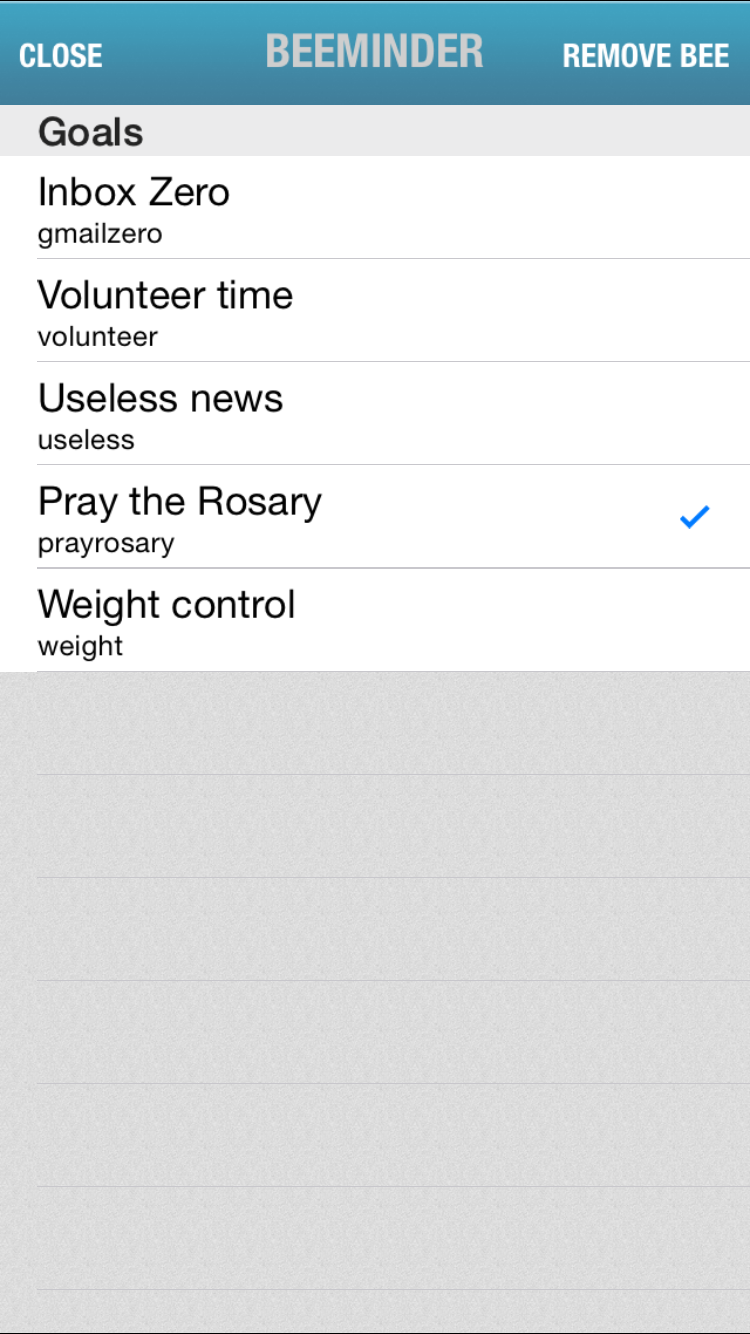 CLOSE BEEMINDER REMOVE BEE
Goals
Inbox Zero
gmailzero
Volunteer time
volunteer
Useless news
useless
Pray the Rosary
prayrosary
Weight control
weight